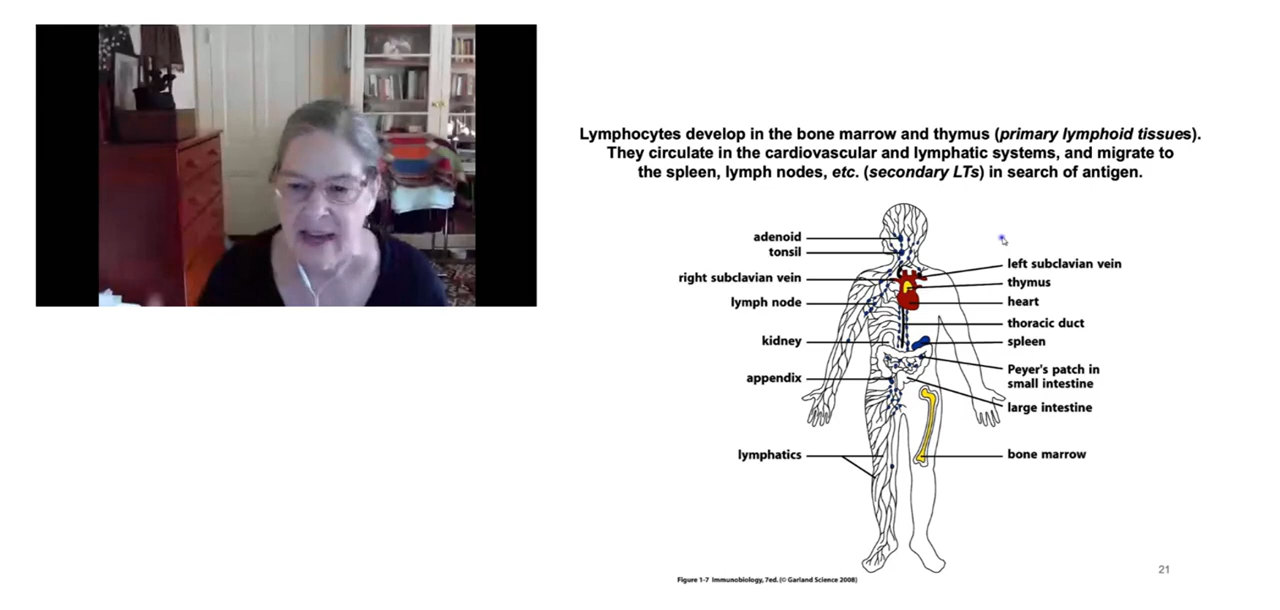 Lymphocytes develop in the bone marrow and thymus (primary lymphoid tissues).
They circulate in the cardiovascular and lymphatic systems, and migrate to
the spleen, lymph nodes, etc. (secondary LTs) in search of antigen.
adenoid
tonsil
right subclavian vein
lymph node
kidney
appendix
lymphatics
left subclavian vein
thymus
heart
thoracic duct
spleen
Peyer's patch in
small intestine
large intestine
bone marrow
Figure 1-7 Immunobiology, 7ed. (© Garland Science 2008)
21